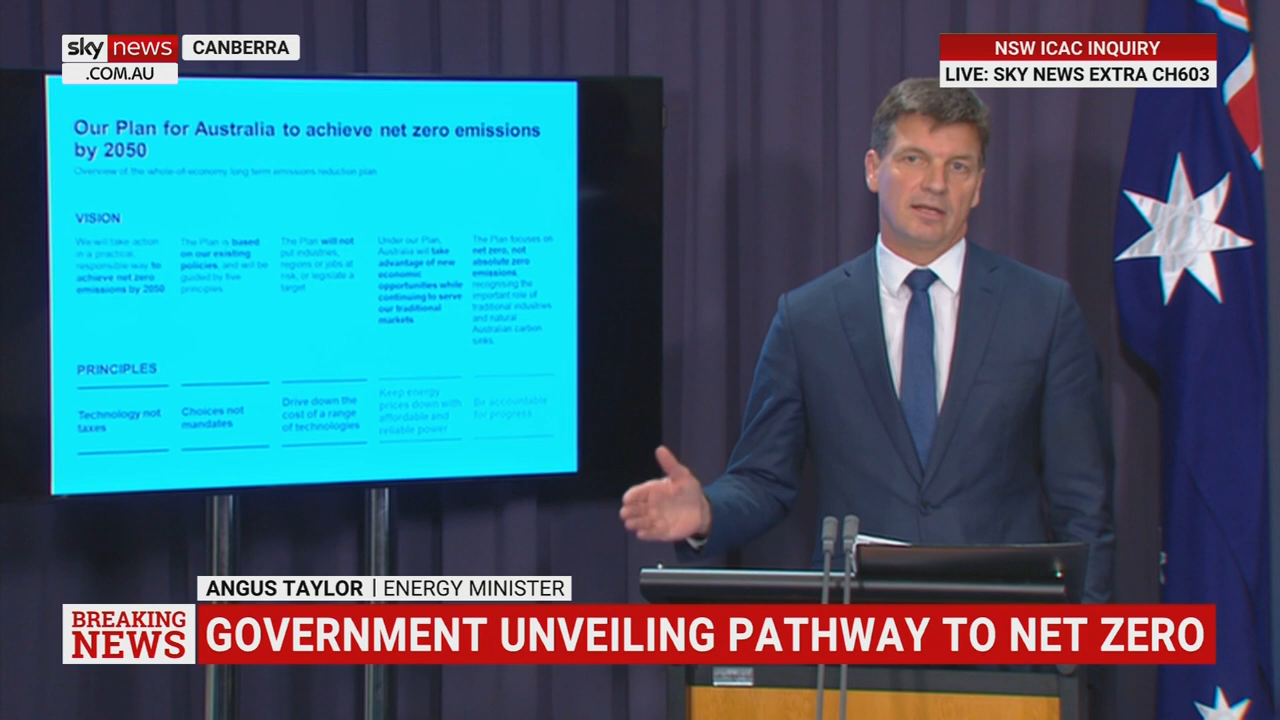 sky news
CANBERRA
.COM.AU
NSW ICAC INQUIRY
LIVE: SKY NEWS EXTRA CH603
Our Plan for Australia to achieve net zero emissions
by 2050
Overview of the whole-of-economy long term emissions reduction plan
VISION
We will take action
in a practical,
responsible way to
achieve net zero
emissions by 2050
The Plan is based
on our existing
policies, and will be
guided by five
principles
The Plan will not
put industries,
regions or jobs at
risk, or legislate a
target
Under our Plan,
Australia will take
advantage of new
economic
opportunities while
continuing to serve
our traditional
markets
The Plan focuses on
net zero, not
absolute zero
emissions,
recognising the
important role of
traditional industries
and natural
Australian carbon
sinks
PRINCIPLES
Technology not
taxes
Choices not
mandates
Drive down the
cost of a range
of technologies
Keep energy
prices down with
affordable and
reliable power
Be accountable
for progress
ANGUS TAYLOR | ENERGY MINISTER
BREAKING
NEWS
GOVERNMENT UNVEILING PATHWAY TO NET ZERO